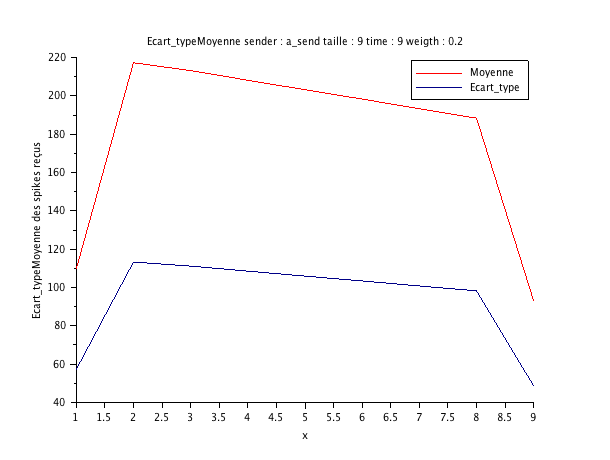 Ecart_typeMoyenne sender : a_send taille : 9 time : 9 weigth : 0.2
220
200
180
160
140
120
100
80
60
40
Ecart_typeMoyenne des spikes reçus
Moyenne
Ecart_type
1 1.5 2 2.5 3 3.5 4 4.5 5 5.5 6 6.5 7 7.5 8 8.5 9
x